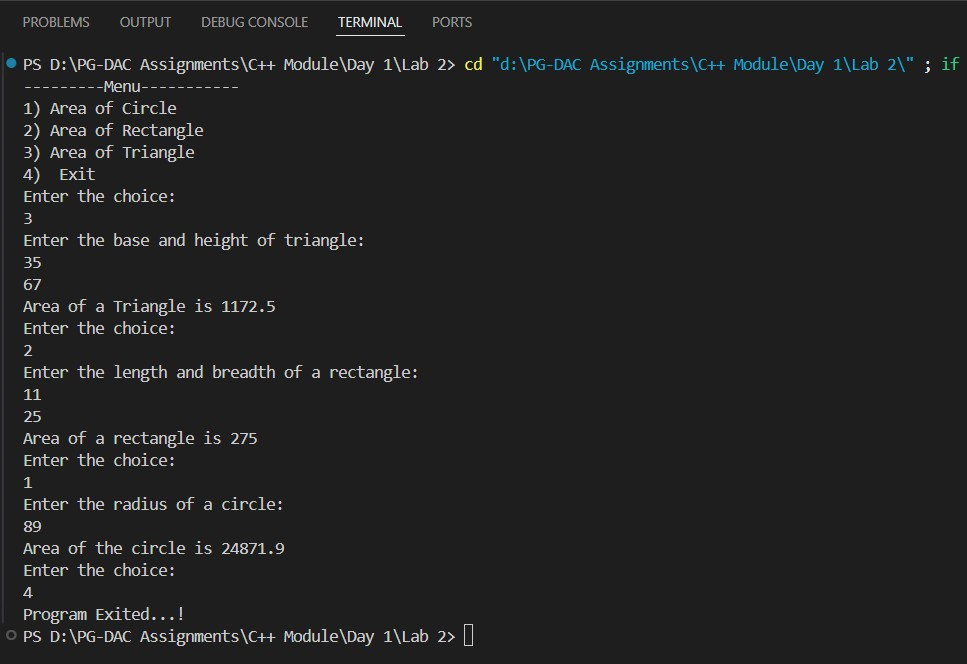 PROBLEMS OUTPUT DEBUG CONSOLE TERMINAL PORTS
PS D:\PG-DAC Assignments\C++ Module\Day 1\Lab 2> cd "d:\PG-DAC Assignments\C++ Module\Day 1\Lab 2\" ; if
---------Menu-----------
1) Area of Circle
2) Area of Rectangle
3) Area of Triangle
4)  Exit
Enter the choice:
3
Enter the base and height of triangle:
35
67
Area of a Triangle is 1172.5
Enter the choice:
2
Enter the length and breadth of a rectangle:
11
25
Area of a rectangle is 275
Enter the choice:
1
Enter the radius of a circle:
89
Area of the circle is 24871.9
Enter the choice:
4
Program Exited...!
PS D:\PG-DAC Assignments\C++ Module\Day 1\Lab 2>